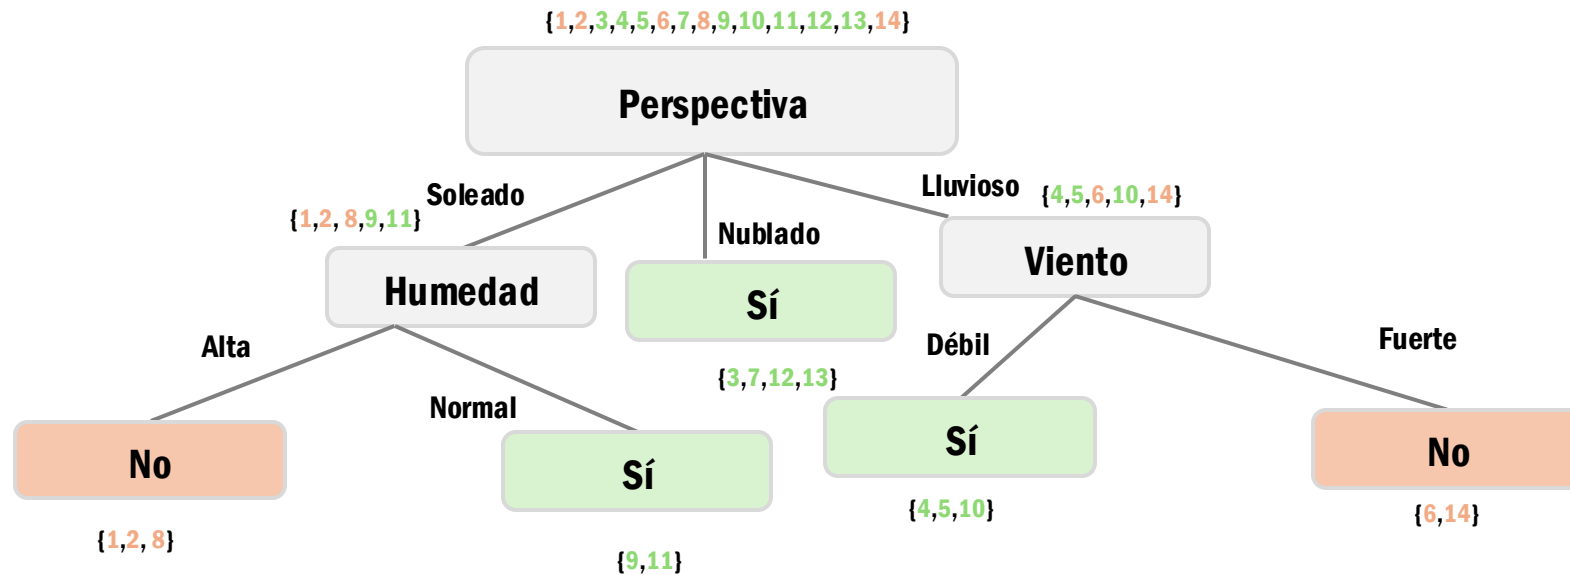 {1,2,3,4,5,6,7,8,9,10,11,12,13,14}
Perspectiva
Soleado
Nublado
Lluvioso
{1,2, 8,9,11}
{4,5,6,10,14}
Humedad
Sí
Viento
{3,7,12,13}
Alta
Normal
Débil
Fuerte
No
Sí
Sí
No
{1,2, 8}
{9,11}
{4,5,10}
{6,14}